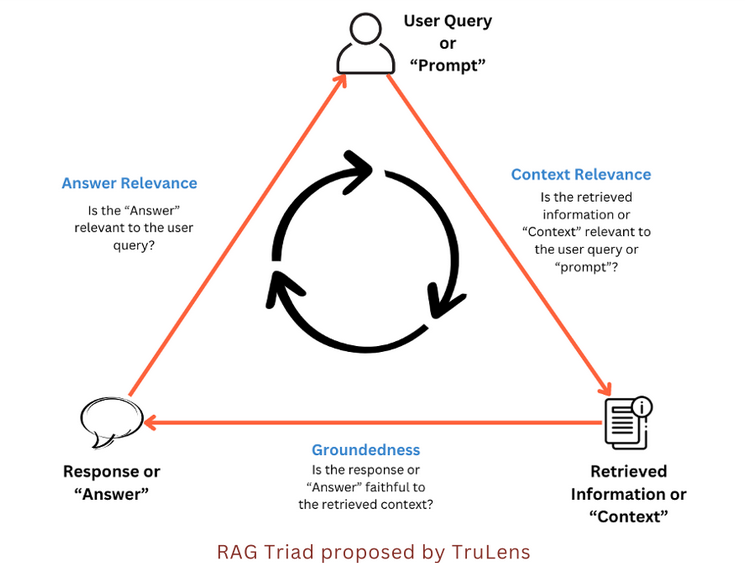 User Query
or
“Prompt”
Answer Relevance
Is the “Answer”
relevant to the user
query?
Context Relevance
Is the retrieved
information or
“Context” relevant to
the user query or
“prompt”?
i
Response or
“Answer”
Groundedness
Is the response or
“Answer” faithful to
the retrieved context?
Retrieved
Information or
“Context”
RAG Triad proposed by TruLens